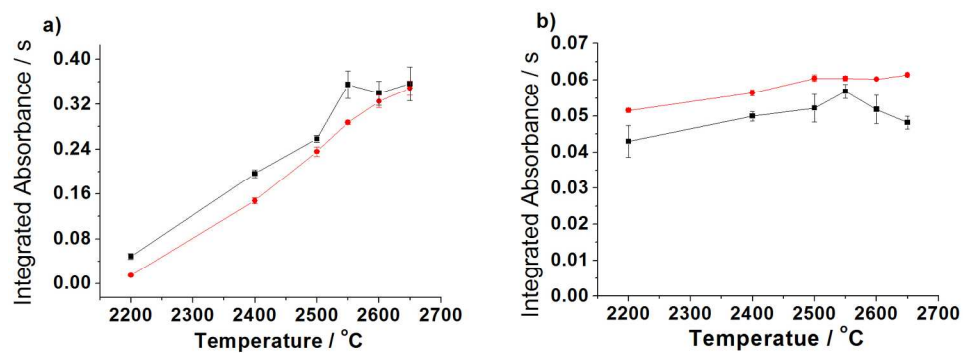 a)
Integrated Absorbance / s
0.40
0.32
0.24
0.16
0.08
0.00
2200 2300 2400 2500 2600 2700
Temperature / °C
b)
Integrated Absorbance / s
0.07
0.06
0.05
0.04
0.03
0.02
0.01
0.00
2200 2300 2400 2500 2600 2700
Temperatue / °C